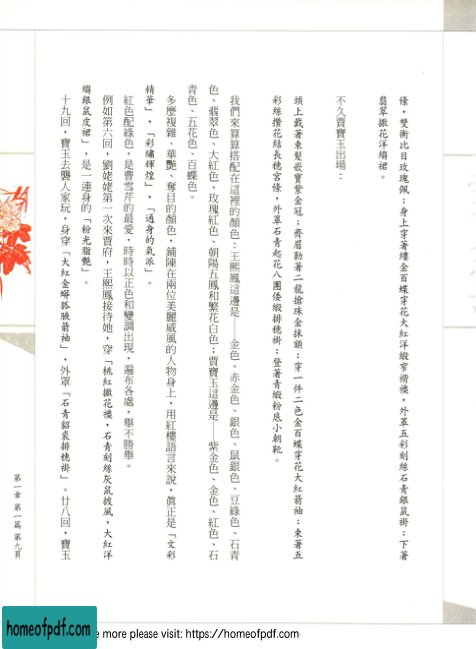 絛，雙衡比目玫瑰佩；身上穿著縷金百蝶穿花大紅洋緞窄褃襖，外罩五彩刻絲石青銀鼠褂；下著
翡翠撒花洋縐裙。
不久賈寶玉出場：
頭上戴著束髮嵌寶紫金冠；齊眉勒著二龍搶珠金抹額；穿一件二色金百蝶穿花大紅箭袖；束著五
彩絲攢花結長穗宮絛，外罩石青起花八團倭緞排穗褂；登著青緞粉底小朝靴。
我們來算算搭配在這裡的顏色：王熙鳳這邊是——金色、赤金色、銀色、鼠銀色、豆綠色、石青
色、翡翠色、大紅色、玫瑰紅色、朝陽五鳳和繁花白色；賈寶玉這邊是——紫金色、金色、紅色、石
青色、五花色、百蝶色。
多麼複雜、華艷、奪目的顏色，鋪陳在兩位美麗威風的人物身上，用紅樓語言來說，真正是「文彩
精華」，「彩繡輝煌」，「通身的氣派」。
紅色配綠色，是曹雪芹的最愛，時時以正色和變調出現，遍布各處，舉不勝舉。
例如第六回，劉姥姥第一次來賈府，王熙鳳接待她，穿「桃紅撒花襖，石青刻絲灰鼠披風，大紅洋
縐銀鼠皮裙」，是一連身的「粉光脂艷」。
十九回，寶玉去襲人家玩，身穿「大紅金蟒狐腋箭袖」，外罩「石青貂裘排穗褂」。廿八回，寶玉
第一章 第一篇 第九頁
homeofpdf.com
e more please visit: https://homeofpdf.com